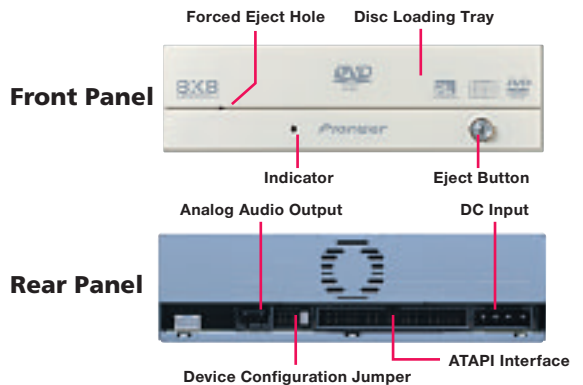 Forced Eject Hole
Disc Loading Tray
Front Panel
8X8
DVD
Pioneer
Indicator
Eject Button
Analog Audio Output
DC Input
Rear Panel
ATAPI Interface
Device Configuration Jumper